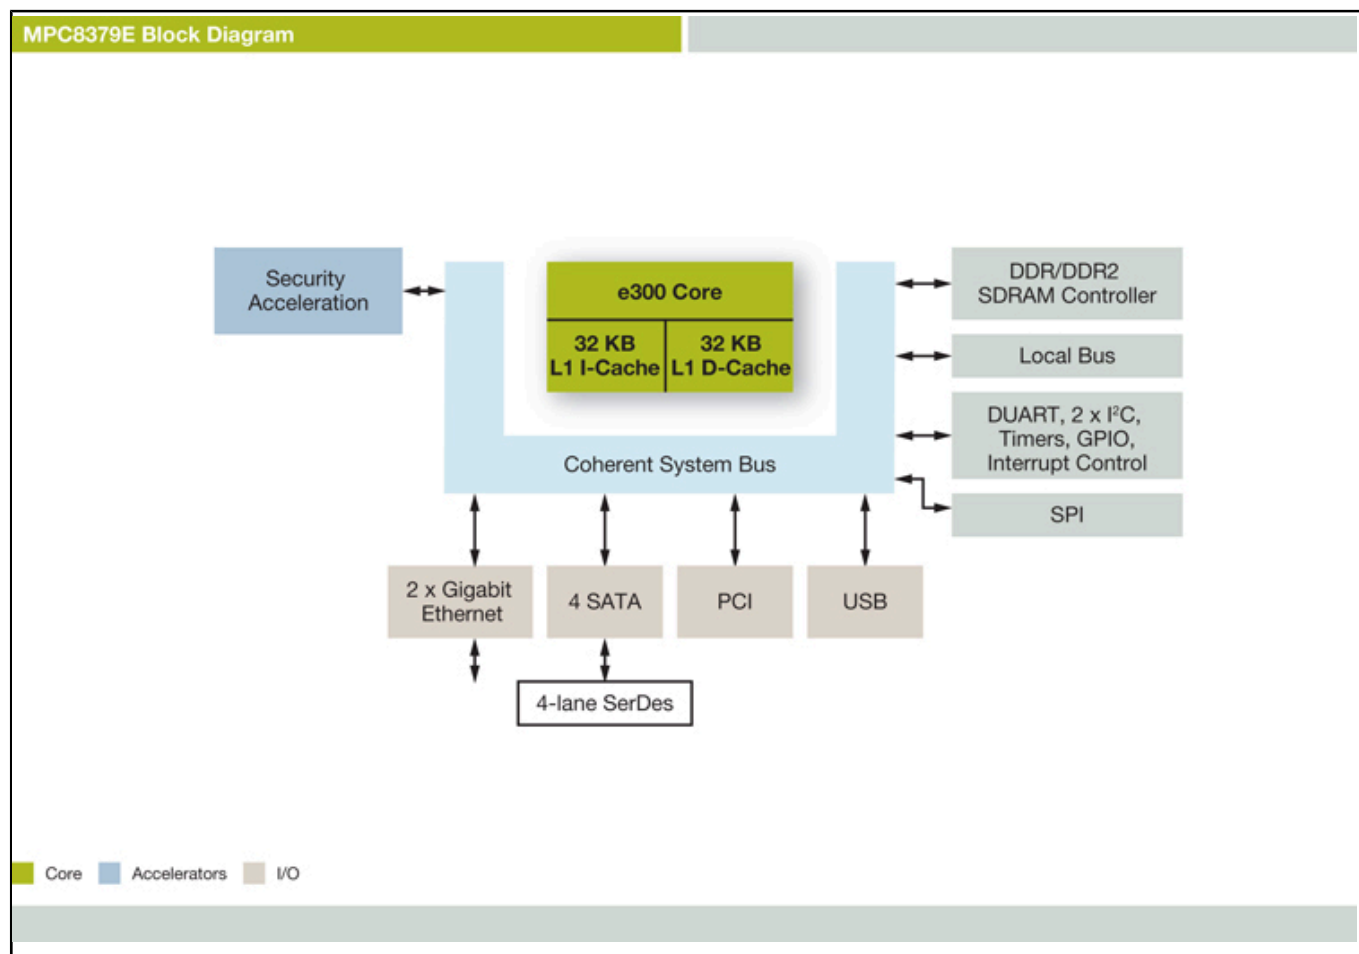 MPC8379E Block Diagram
Security
Acceleration
e300 Core
32 KB
L1 I-Cache
32 KB
L1 D-Cache
Coherent System Bus
DDR/DDR2
SDRAM Controller
Local Bus
DUART, 2 x I²C,
Timers, GPIO,
Interrupt Control
SPI
2 x Gigabit
Ethernet
4 SATA
PCI
USB
4-lane SerDes
Core
Accelerators
I/O